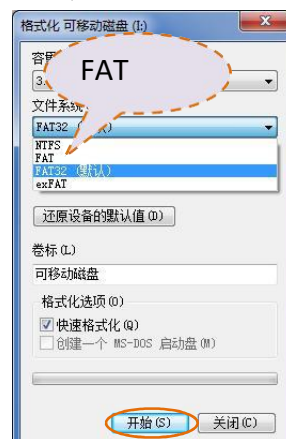 格式化 可移动磁盘 (I:)
FAT
文件系统
FAT32
NTFS
FAT
FAT32 (默认)
exFAT
还原设备的默认值(D)
卷标(L)
可移动磁盘
格式化选项(O)
快速格式化(Q)
创建一个 MS-DOS 启动盘(M)
开始(S)
关闭(C)